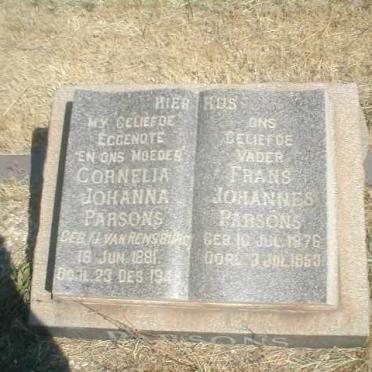 HIER RUS
MY GELIEFDE
EGGENOTE
EN ONS MOEDER
CORNELIA
JOHANNA
PARSONS
GEB. J. VAN RENSBURG
18 JUN. 1881.
OORL 23 DES
ONS
GELIEFDE
VADER
FRANS
JOHANNES
PARSONS
GEB 10 JUL 1876
OORL 3 JUL 1953
PARSONS